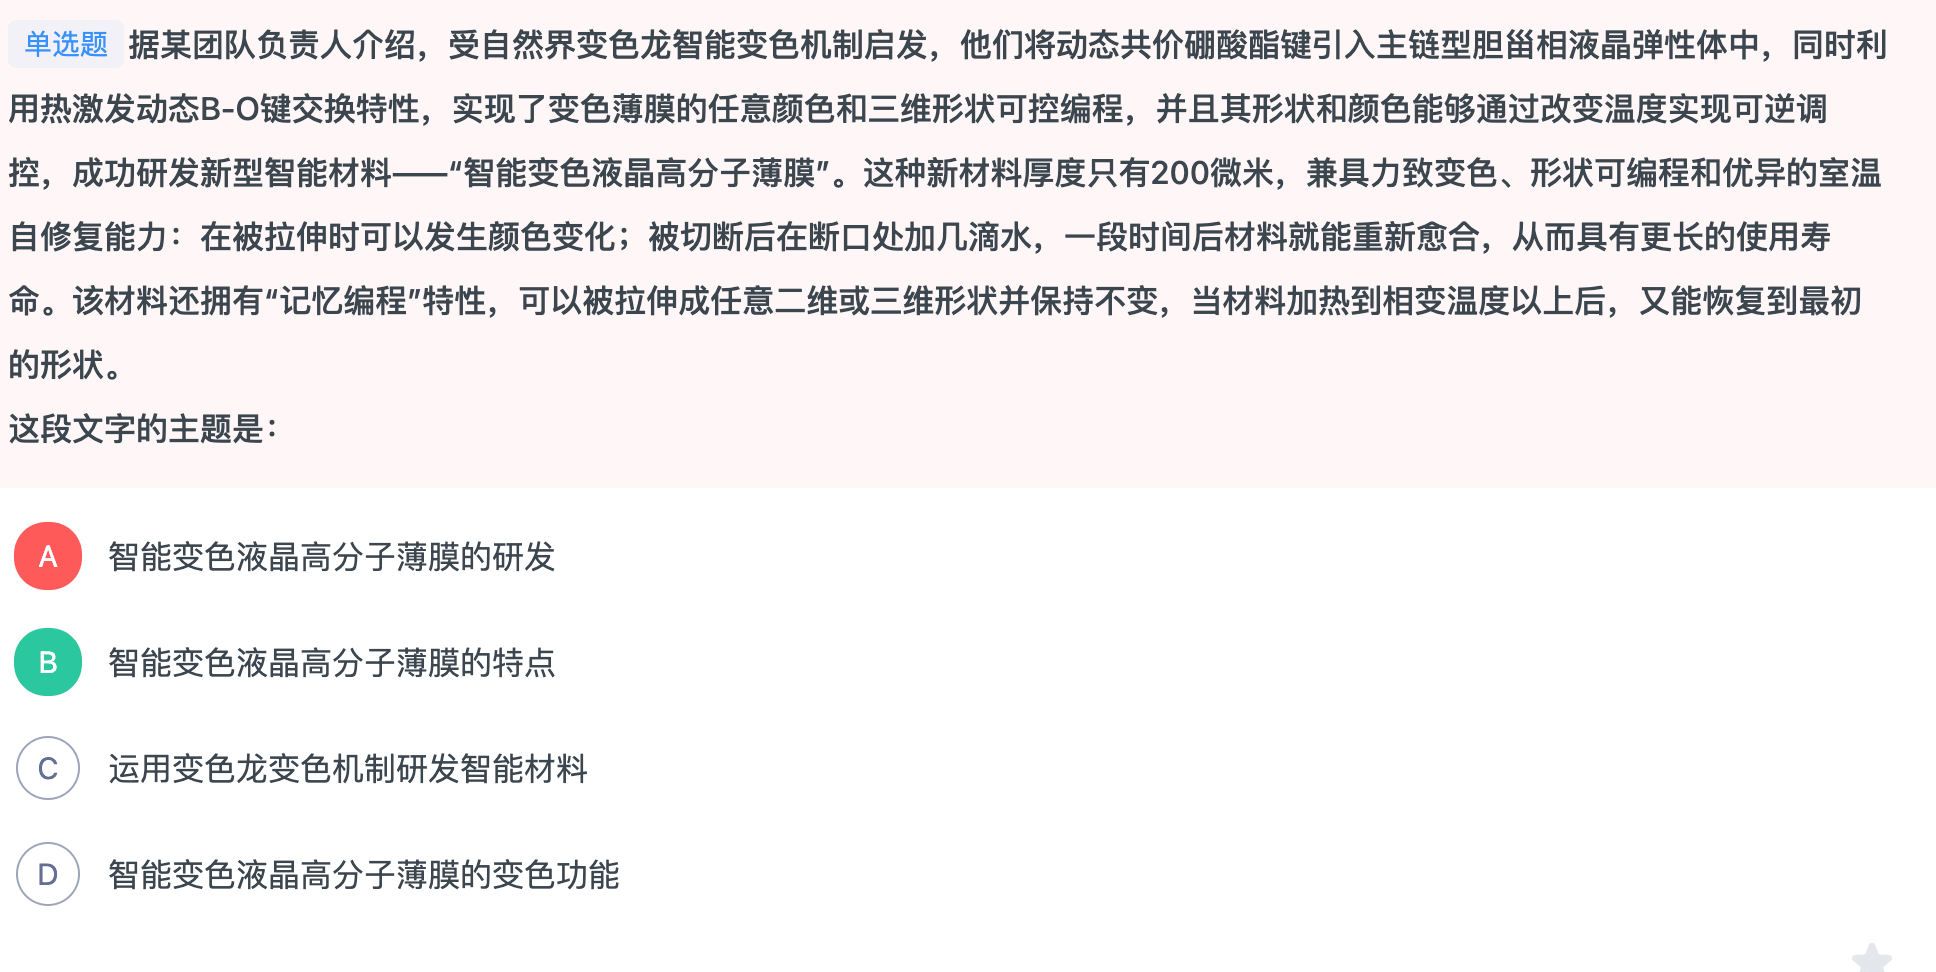 单选题 据某团队负责人介绍，受自然界变色龙智能变色机制启发，他们将动态共价硼酸酯键引入主链型胆甾相液晶弹性体中，同时利
用热激发动态B-O键交换特性，实现了变色薄膜的任意颜色和三维形状可控编程，并且其形状和颜色能够通过改变温度实现可逆调
控，成功研发新型智能材料——“智能变色液晶高分子薄膜”。这种新材料厚度只有200微米，兼具力致变色、形状可编程和优异的室温
自修复能力：在被拉伸时可以发生颜色变化；被切断后在断口处加几滴水，一段时间后材料就能重新愈合，从而具有更长的使用寿
命。该材料还拥有“记忆编程”特性，可以被拉伸成任意二维或三维形状并保持不变，当材料加热到相变温度以上后，又能恢复到最初
的形状。
这段文字的主题是：
A 智能变色液晶高分子薄膜的研发
B 智能变色液晶高分子薄膜的特点
C 运用变色龙变色机制研发智能材料
D 智能变色液晶高分子薄膜的变色功能